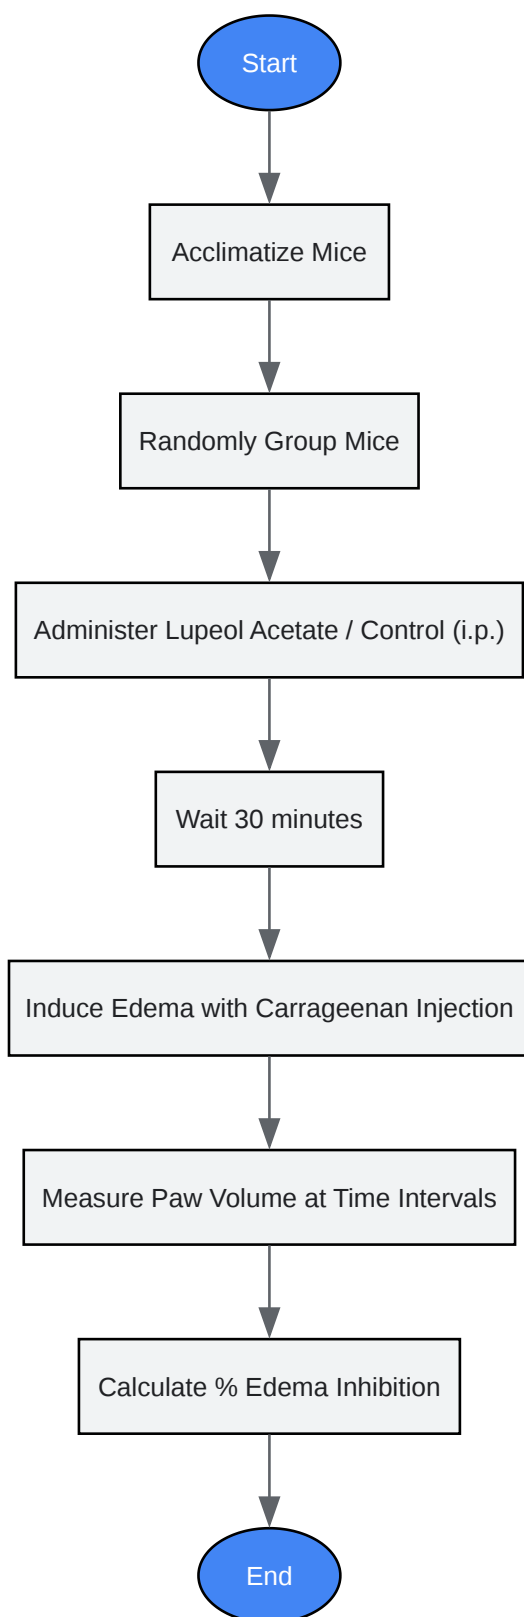 Start
Acclimatize Mice
Randomly Group Mice
Administer Lupeol Acetate / Control (i.p.)
Wait 30 minutes
Induce Edema with Carrageenan Injection
Measure Paw Volume at Time Intervals
Calculate % Edema Inhibition
End